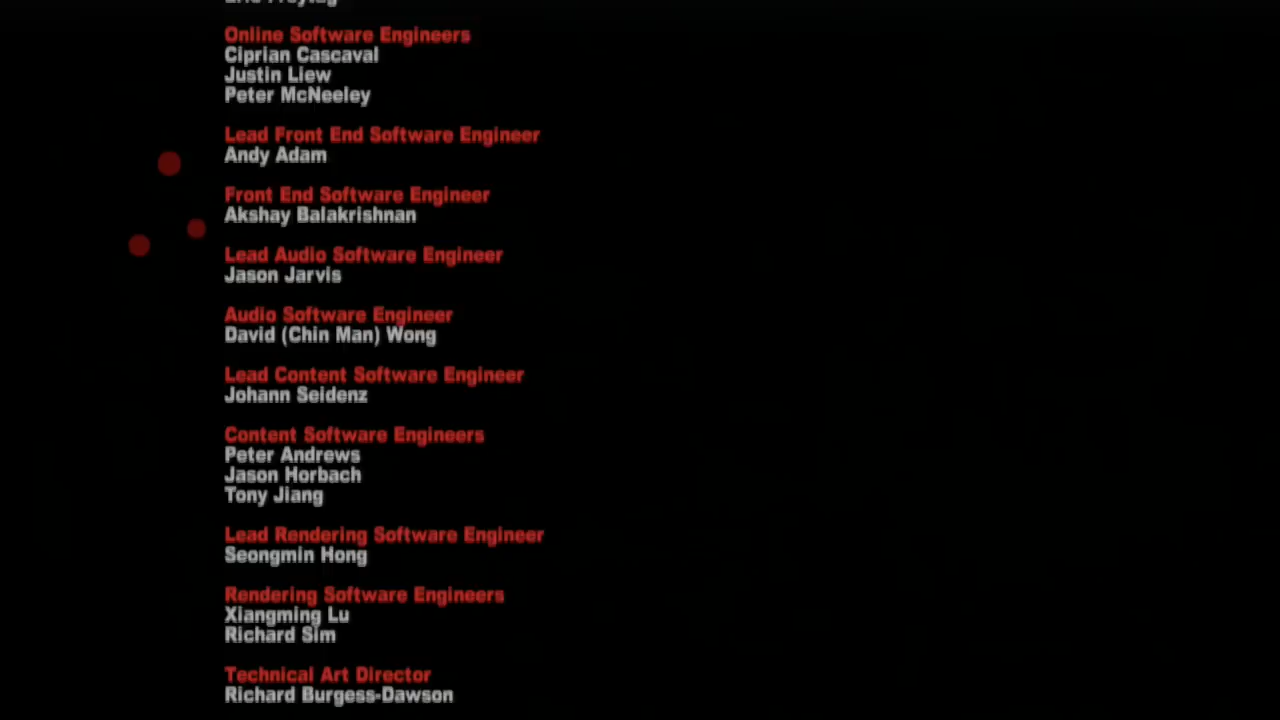 Online Software Engineers
Ciprian Cascaval
Justin Liew
Peter McNeeley
Lead Front End Software Engineer
Andy Adam
Front End Software Engineer
Akshay Balakrishnan
Lead Audio Software Engineer
Jason Jarvis
Audio Software Engineer
David (Chin Man) Wong
Lead Content Software Engineer
Johann Seidenz
Content Software Engineers
Peter Andrews
Jason Horbach
Tony Jiang
Lead Rendering Software Engineer
Seongmin Hong
Rendering Software Engineers
Xiangming Lu
Richard Sim
Technical Art Director
Richard Burgess-Dawson